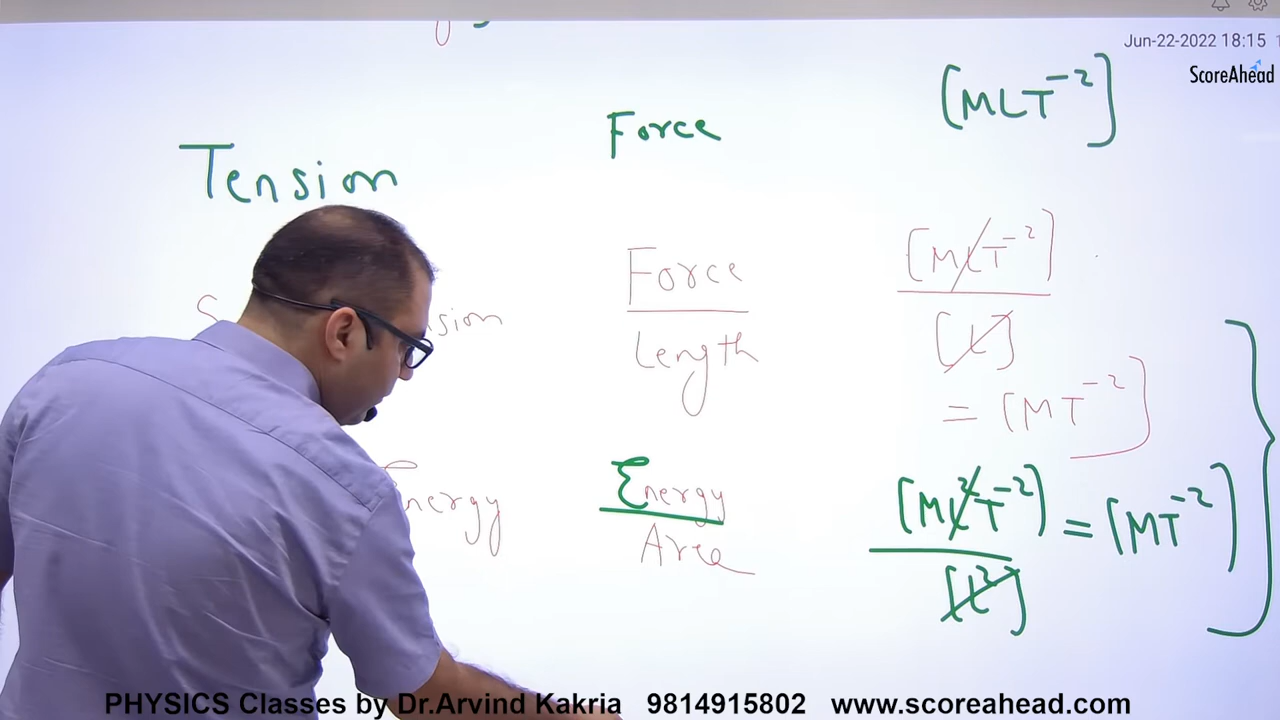 Jun-22-2022 18:15
ScoreAhead
[MLT⁻²]
Force
Tension
Force
Length
[MLT⁻²]
[L]
= [MT⁻²]
Energy
Area
[ML²T⁻²] = [MT⁻²]
[L²]
PHYSICS Classes by Dr.Arvind Kakria 9814915802 www.scoreahead.com